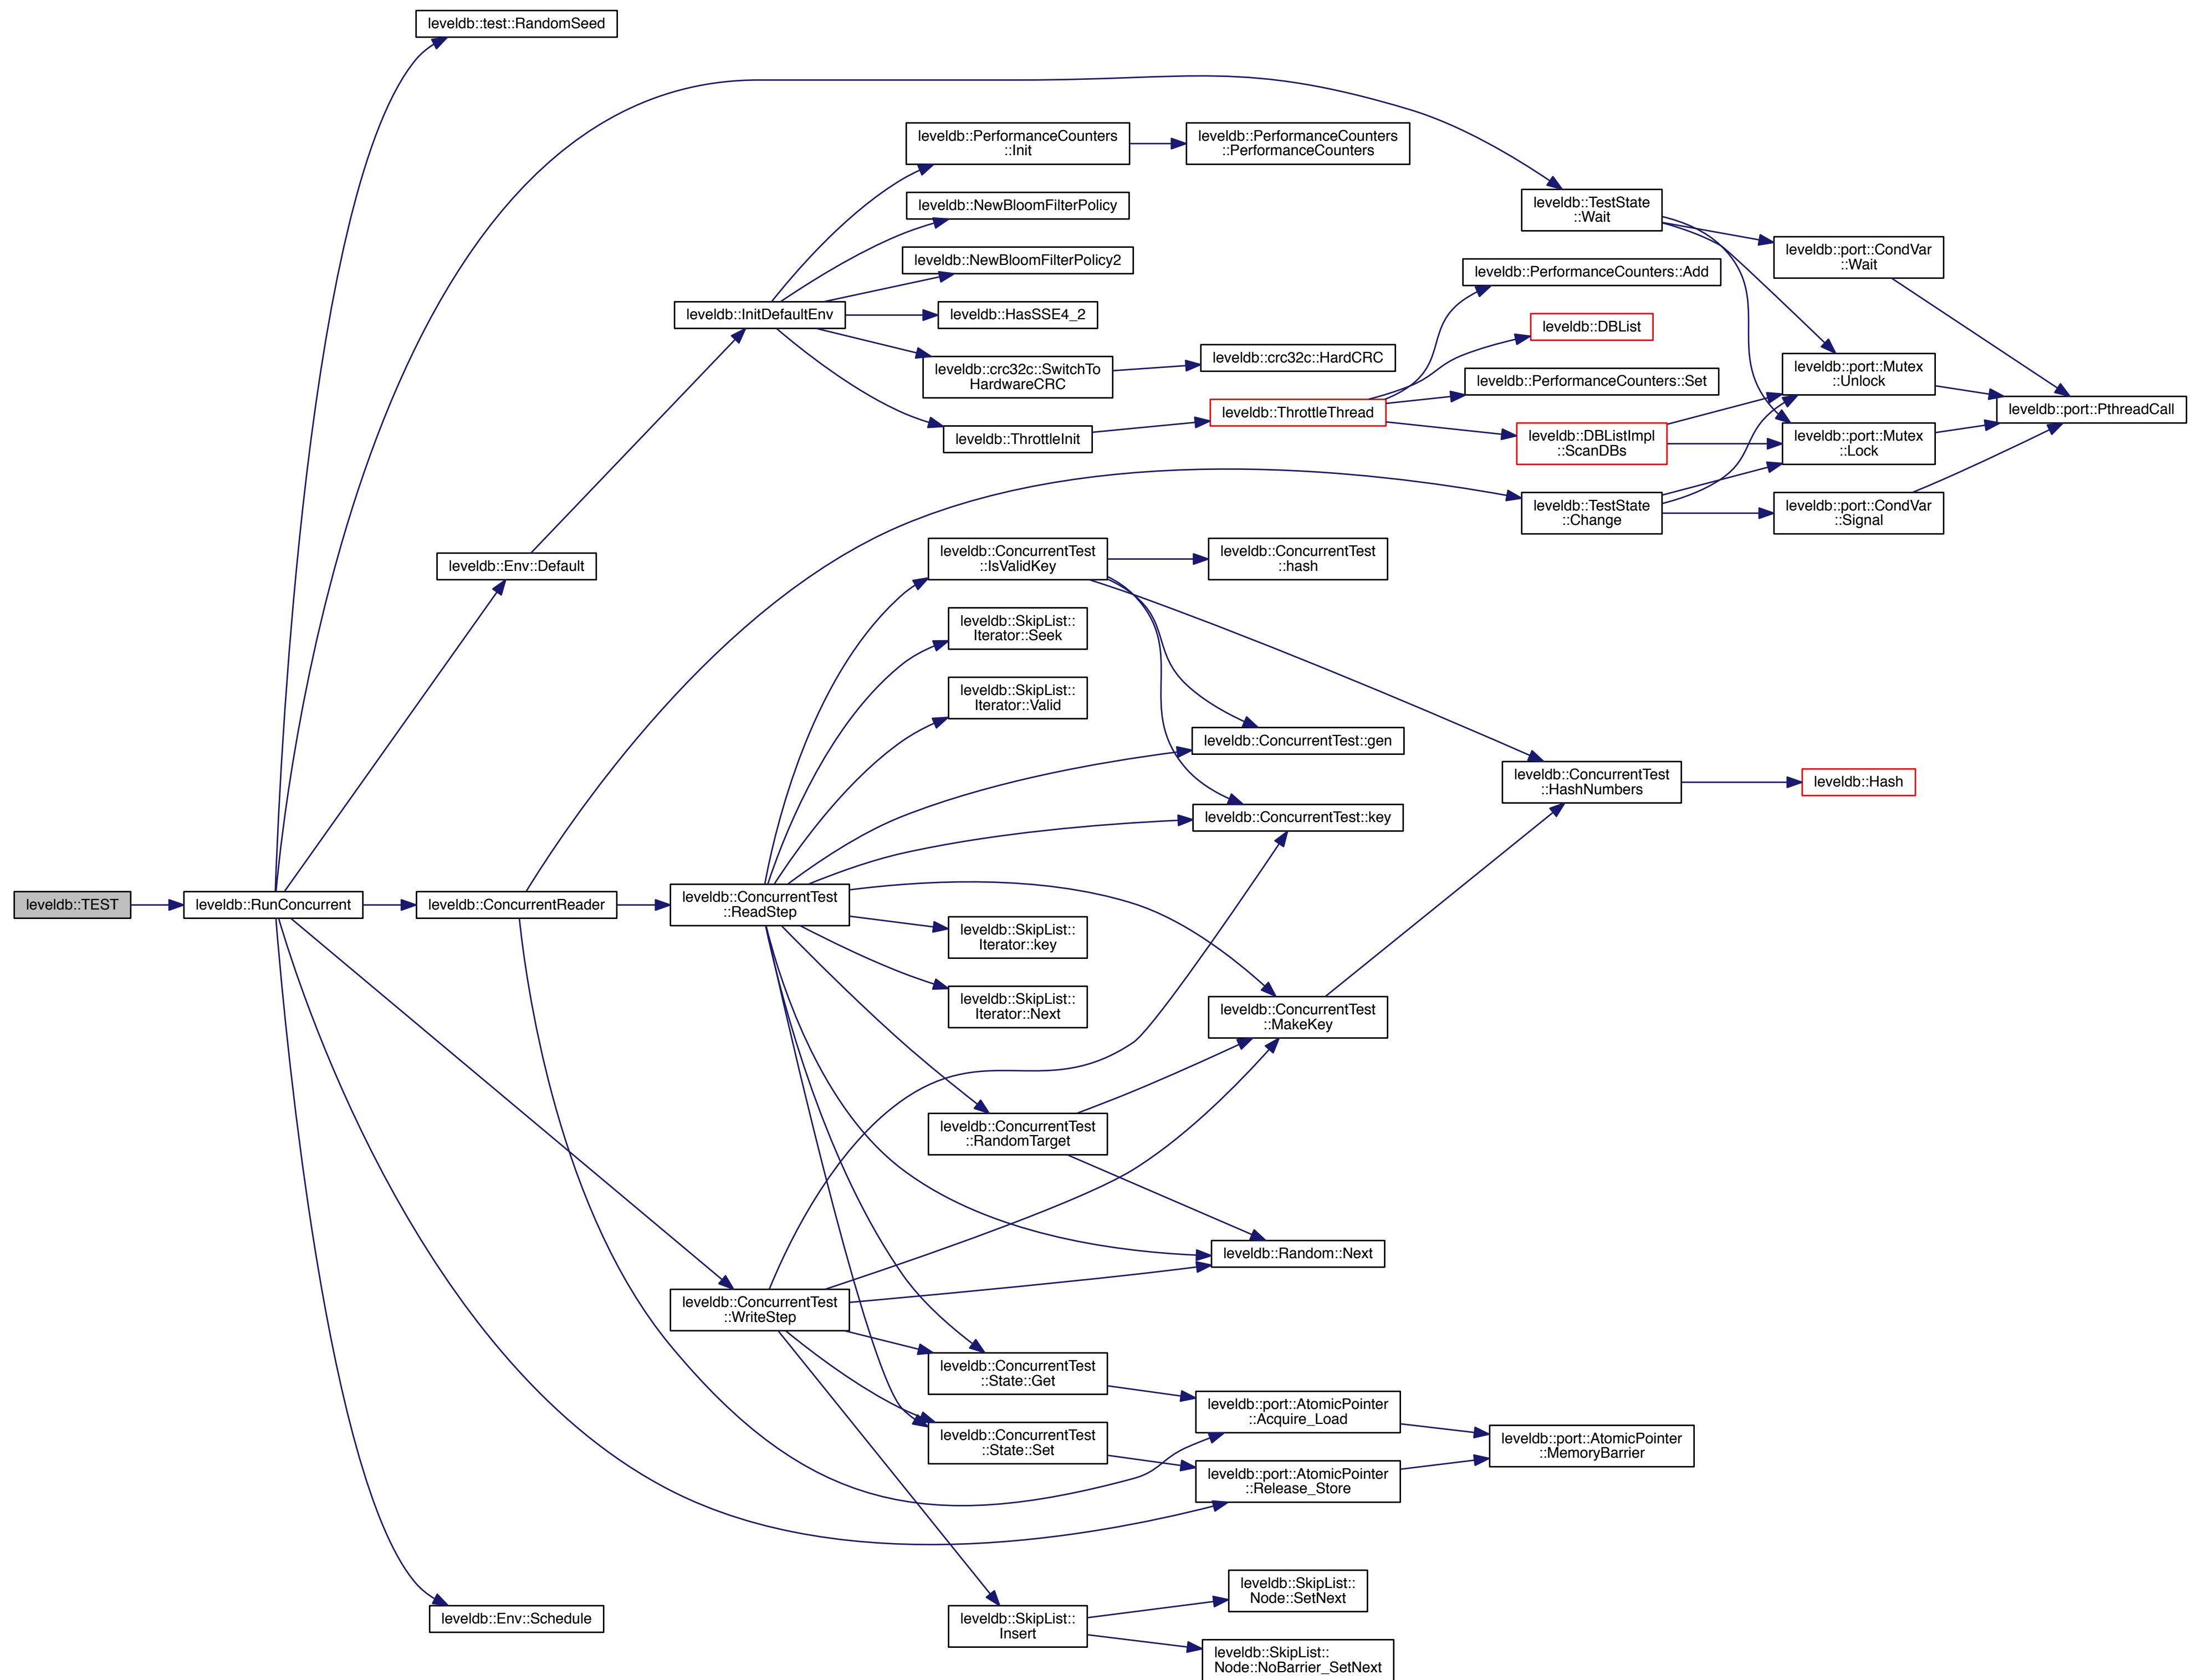 leveldb::test::RandomSeed
leveldb::PerformanceCounters
::Init
leveldb::PerformanceCounters
::PerformanceCounters
leveldb::NewBloomFilterPolicy
leveldb::TestState
::Wait
leveldb::NewBloomFilterPolicy2
leveldb::port::CondVar
::Wait
leveldb::PerformanceCounters::Add
leveldb::InitDefaultEnv
leveldb::HasSSE4_2
leveldb::DBList
leveldb::crc32c::SwitchTo
HardwareCRC
leveldb::crc32c::HardCRC
leveldb::port::Mutex
::Unlock
leveldb::PerformanceCounters::Set
leveldb::ThrottleThread
leveldb::port::PthreadCall
leveldb::ThrottleInit
leveldb::DBListImpl
::ScanDBs
leveldb::port::Mutex
::Lock
leveldb::TestState
::Change
leveldb::port::CondVar
::Signal
leveldb::Env::Default
leveldb::ConcurrentTest
::IsValidKey
leveldb::ConcurrentTest
::hash
leveldb::SkipList::
Iterator::Seek
leveldb::SkipList::
Iterator::Valid
leveldb::ConcurrentTest::gen
leveldb::ConcurrentTest
::HashNumbers
leveldb::Hash
leveldb::ConcurrentTest::key
leveldb::TEST
leveldb::RunConcurrent
leveldb::ConcurrentReader
leveldb::ConcurrentTest
::ReadStep
leveldb::SkipList::
Iterator::key
leveldb::SkipList::
Iterator::Next
leveldb::ConcurrentTest
::MakeKey
leveldb::ConcurrentTest
::RandomTarget
leveldb::Random::Next
leveldb::ConcurrentTest
::WriteStep
leveldb::ConcurrentTest
::State::Get
leveldb::port::AtomicPointer
::Acquire_Load
leveldb::ConcurrentTest
::State::Set
leveldb::port::AtomicPointer
::MemoryBarrier
leveldb::port::AtomicPointer
::Release_Store
leveldb::Env::Schedule
leveldb::SkipList::
Insert
leveldb::SkipList::
Node::SetNext
leveldb::SkipList::
Node::NoBarrier_SetNext